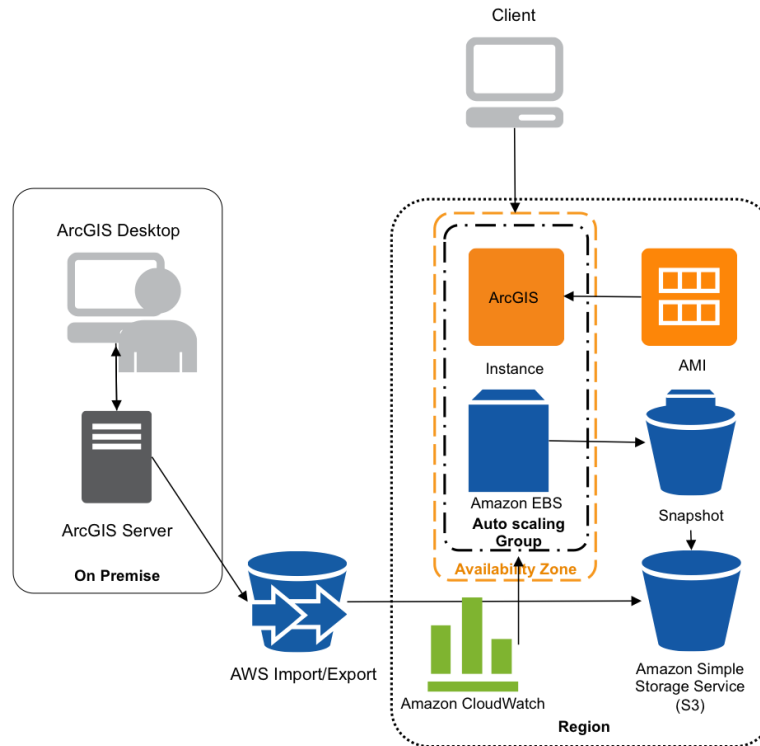 Client
ArcGIS Desktop
ArcGIS
Instance
AMI
Amazon EBS
Auto scaling
Group
Availability Zone
Snapshot
ArcGIS Server
On Premise
AWS Import/Export
Amazon CloudWatch
Amazon Simple
Storage Service
(S3)
Region